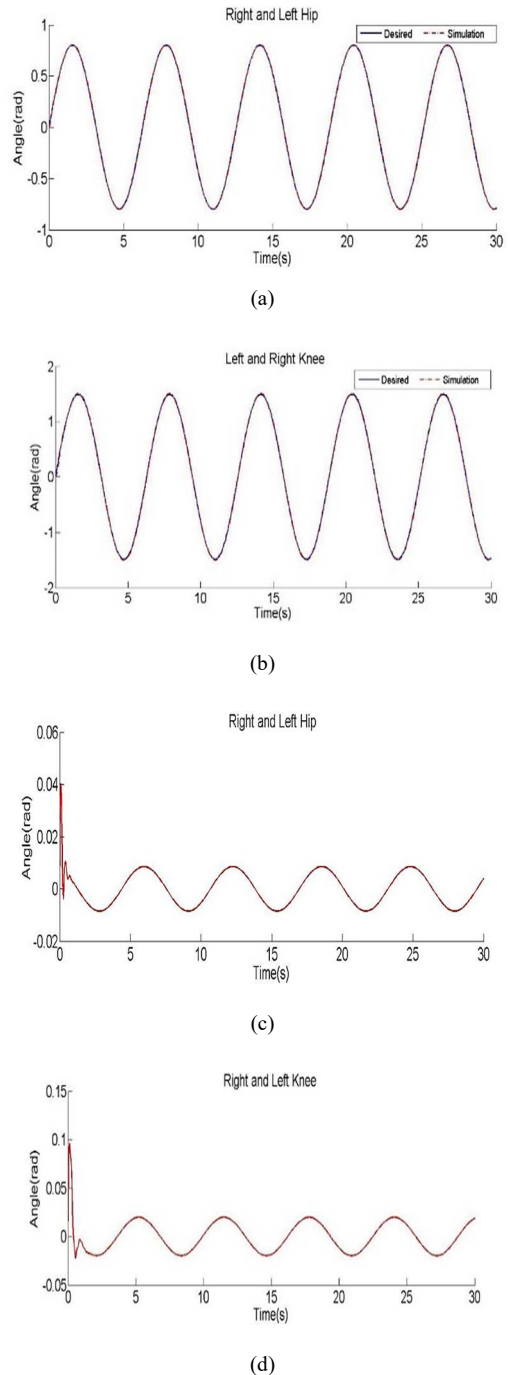 Right and Left Hip
Desired Simulation
1
0.5
0
-0.5
-1
Angle(rad)
0 5 10 15 20 25 30
Time(s)
(a)
Left and Right Knee
Desired Simulation
2
1
0
-1
-2
Angle(rad)
0 5 10 15 20 25 30
Time(s)
(b)
Right and Left Hip
0.06
0.04
0.02
0
-0.02
Angle(rad)
0 5 10 15 20 25 30
Time(s)
(c)
Right and Left Knee
0.15
0.1
0.05
0
-0.05
Angle(rad)
0 5 10 15 20 25 30
Time(s)
(d)